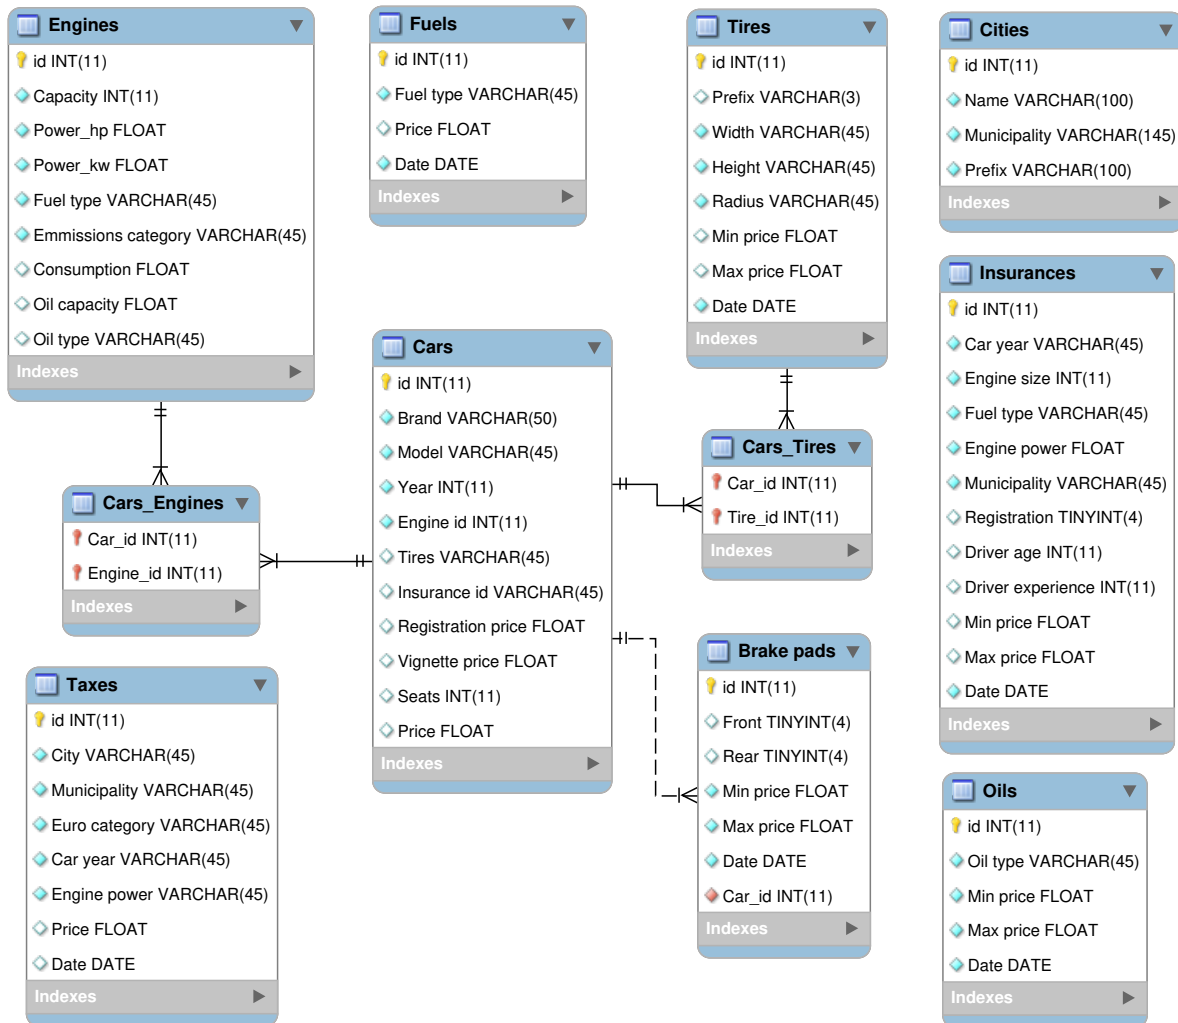 Engines
id INT(11)
Capacity INT(11)
Power_hp FLOAT
Power_kw FLOAT
Fuel type VARCHAR(45)
Emmissions category VARCHAR(45)
Consumption FLOAT
Oil capacity FLOAT
Oil type VARCHAR(45)
Indexes
Fuels
id INT(11)
Fuel type VARCHAR(45)
Price FLOAT
Date DATE
Indexes
Tires
id INT(11)
Prefix VARCHAR(3)
Width VARCHAR(45)
Height VARCHAR(45)
Radius VARCHAR(45)
Min price FLOAT
Max price FLOAT
Date DATE
Indexes
Cities
id INT(11)
Name VARCHAR(100)
Municipality VARCHAR(145)
Prefix VARCHAR(100)
Indexes
Insurances
id INT(11)
Car year VARCHAR(45)
Engine size INT(11)
Fuel type VARCHAR(45)
Engine power FLOAT
Municipality VARCHAR(45)
Registration TINYINT(4)
Driver age INT(11)
Driver experience INT(11)
Min price FLOAT
Max price FLOAT
Date DATE
Indexes
Cars
id INT(11)
Brand VARCHAR(50)
Model VARCHAR(45)
Year INT(11)
Engine id INT(11)
Tires VARCHAR(45)
Insurance id VARCHAR(45)
Registration price FLOAT
Vignette price FLOAT
Seats INT(11)
Price FLOAT
Indexes
Cars_Tires
Car_id INT(11)
Tire_id INT(11)
Indexes
Cars_Engines
Car_id INT(11)
Engine_id INT(11)
Indexes
Brake pads
id INT(11)
Front TINYINT(4)
Rear TINYINT(4)
Min price FLOAT
Max price FLOAT
Date DATE
Car_id INT(11)
Indexes
Taxes
id INT(11)
City VARCHAR(45)
Municipality VARCHAR(45)
Euro category VARCHAR(45)
Car year VARCHAR(45)
Engine power VARCHAR(45)
Price FLOAT
Date DATE
Indexes
Oils
id INT(11)
Oil type VARCHAR(45)
Min price FLOAT
Max price FLOAT
Date DATE
Indexes